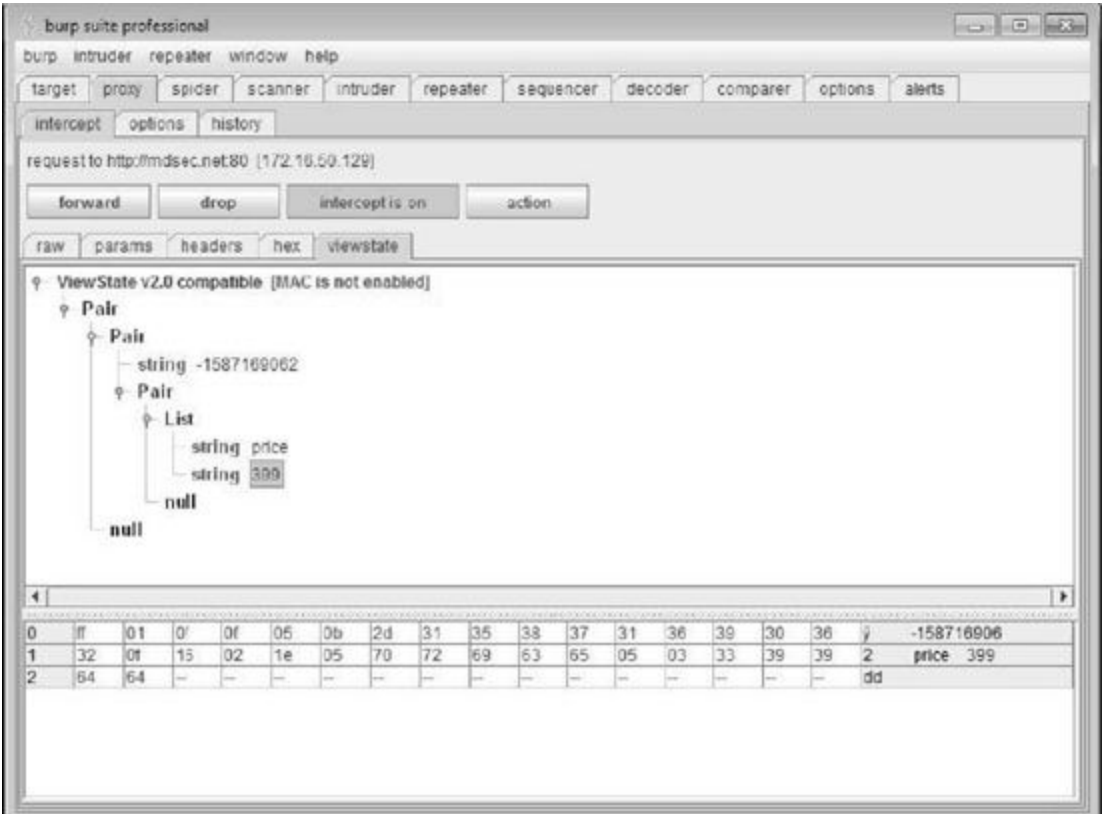 burp suite professional
burp intruder repeater window help
target proxy spider scanner intruder repeater sequencer decoder comparer options alerts
intercept options history
request to http://mdsec.net:80 [172.16.50.129]
forward drop intercept is on action
raw params headers hex viewstate
ViewState v2.0 compatible [MAC is not enabled]
Pair
Pair
string -1587169062
Pair
List
string price
string 399
null
null
0 ff 01 0f 0f 05 0b 2d 31 35 38 37 31 36 39 30 36 ÿ -158716906
1 32 0f 16 02 1e 05 70 72 69 63 65 05 03 33 39 39 2 price 399
2 64 64 -- -- -- -- -- -- -- -- -- -- -- -- -- -- dd